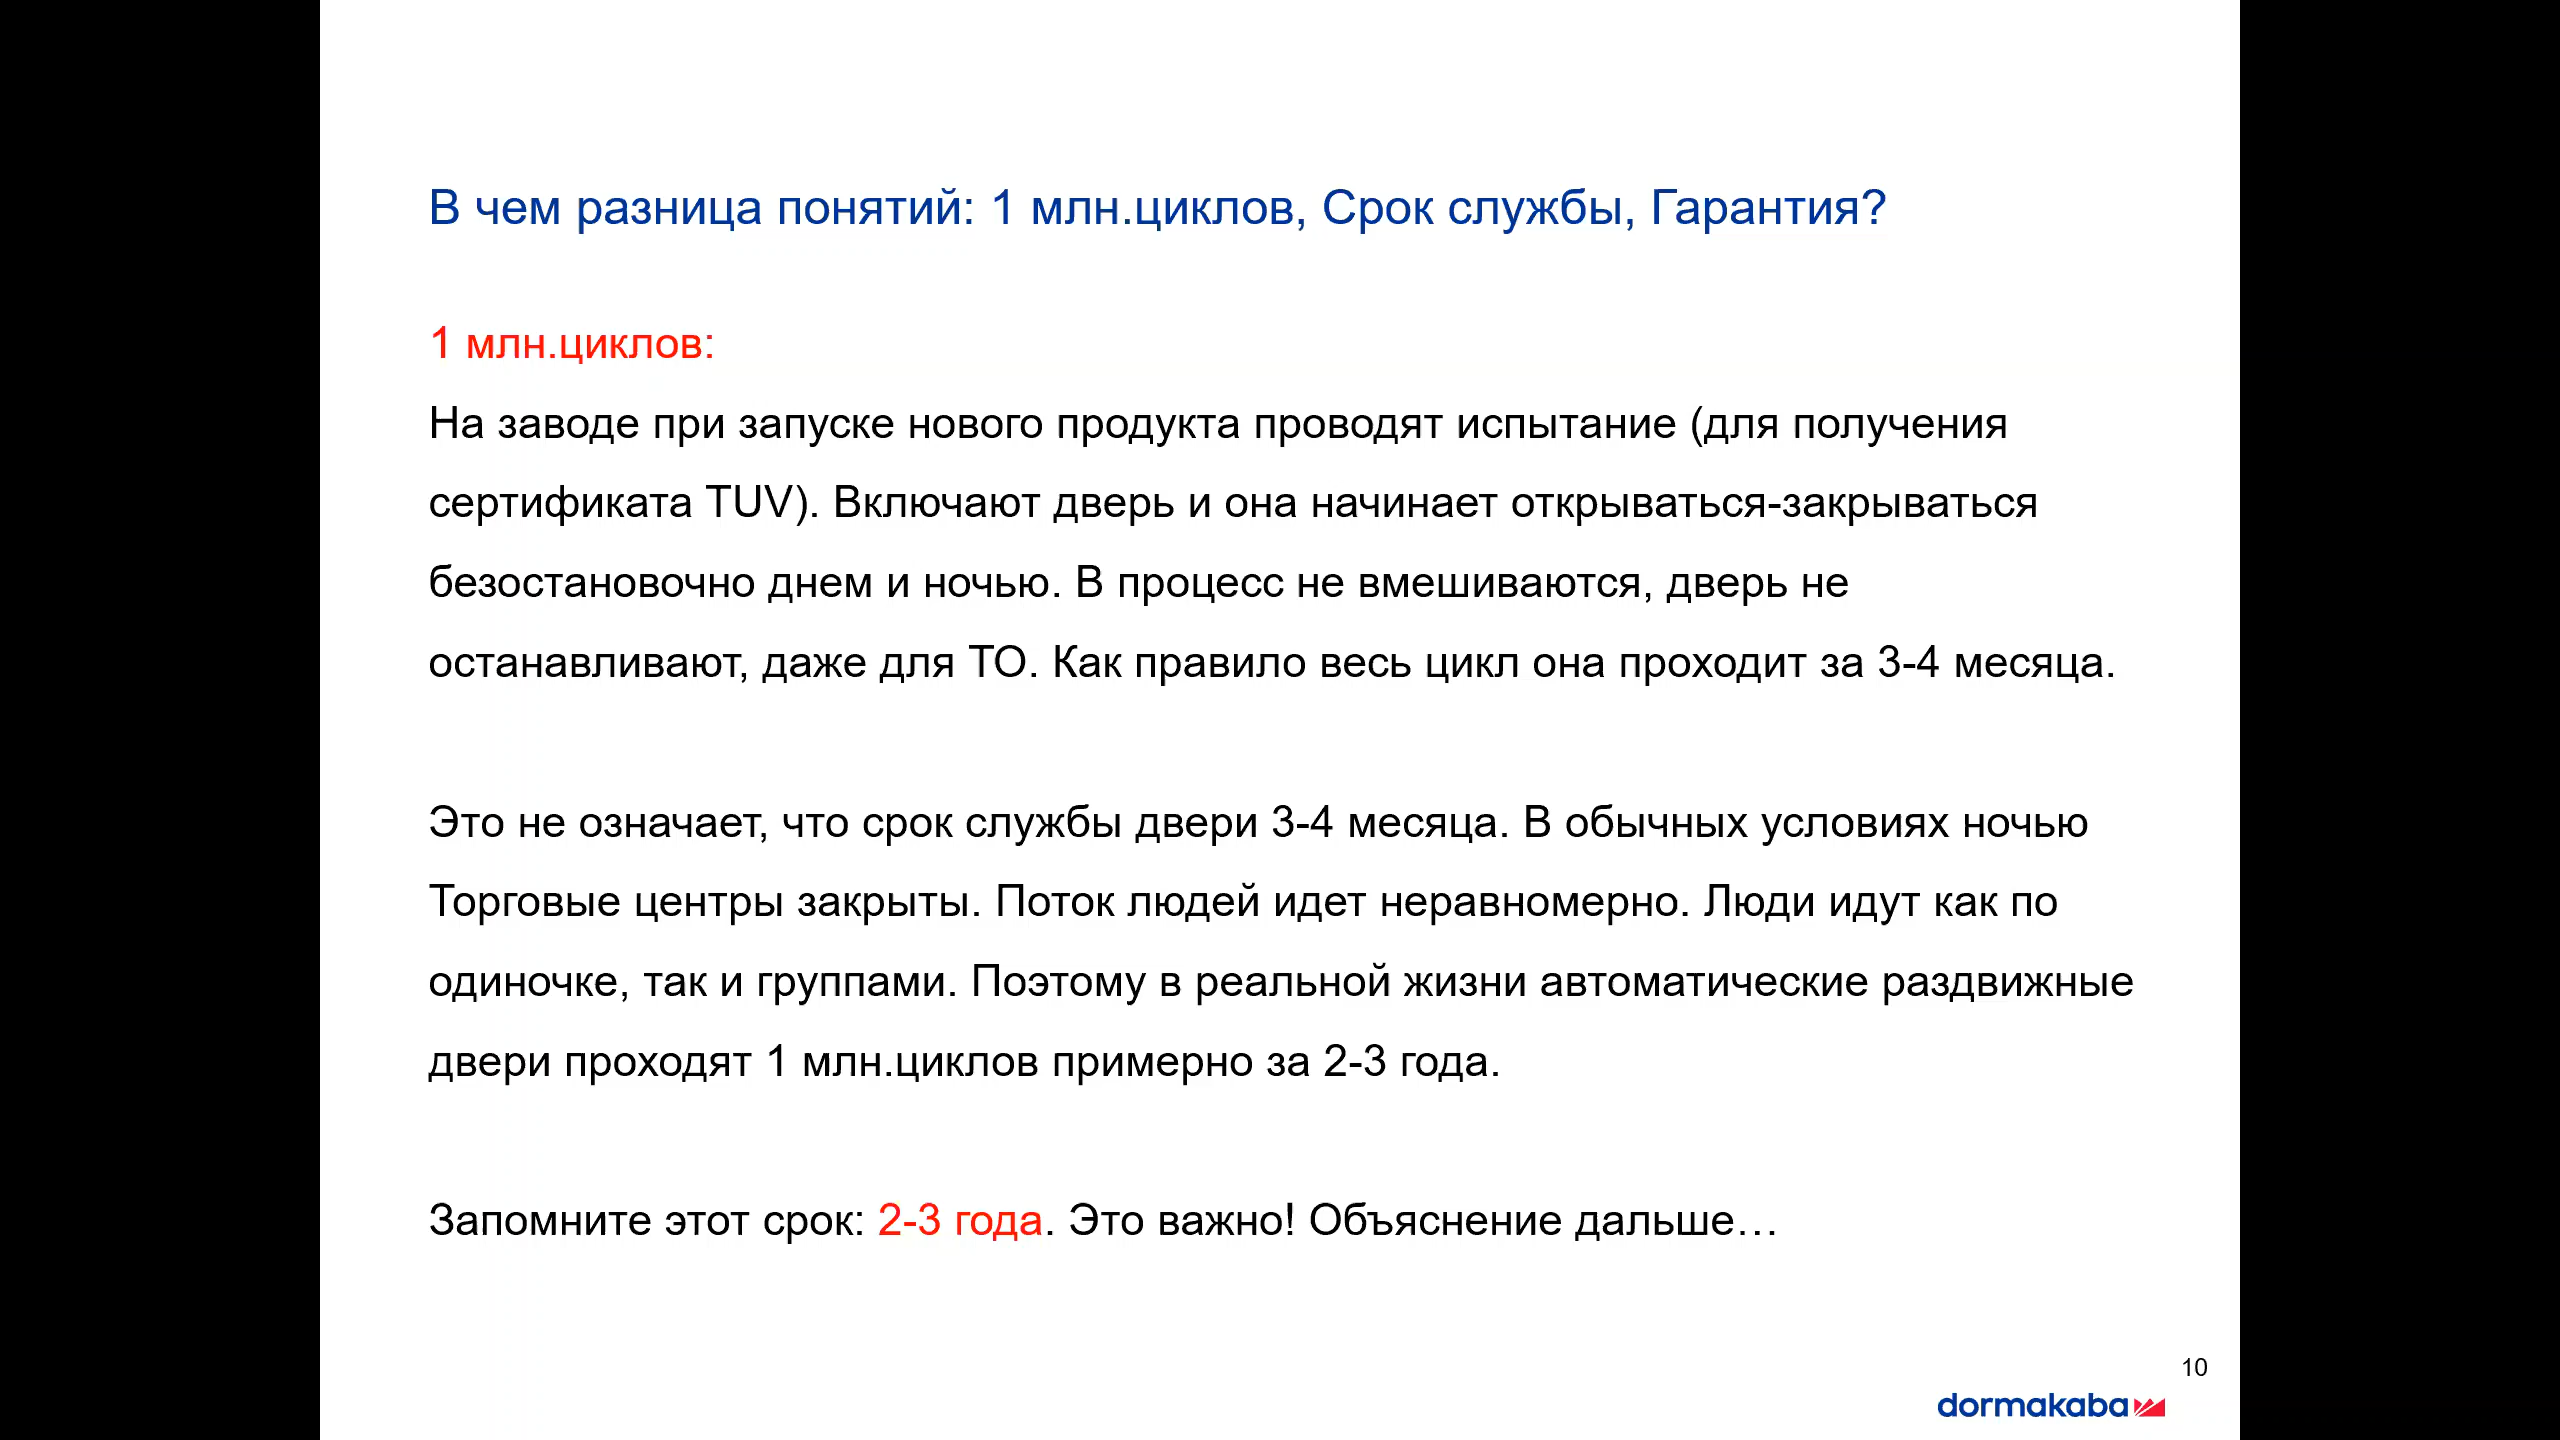 В чем разница понятий: 1 млн.циклов, Срок службы, Гарантия?
1 млн.циклов:
На заводе при запуске нового продукта проводят испытание (для получения
сертификата TUV). Включают дверь и она начинает открываться-закрываться
безостановочно днем и ночью. В процесс не вмешиваются, дверь не
останавливают, даже для ТО. Как правило весь цикл она проходит за 3-4 месяца.
Это не означает, что срок службы двери 3-4 месяца. В обычных условиях ночью
Торговые центры закрыты. Поток людей идет неравномерно. Люди идут как по
одиночке, так и группами. Поэтому в реальной жизни автоматические раздвижные
двери проходят 1 млн.циклов примерно за 2-3 года.
Запомните этот срок: 2-3 года. Это важно! Объяснение дальше…
10
dormakaba